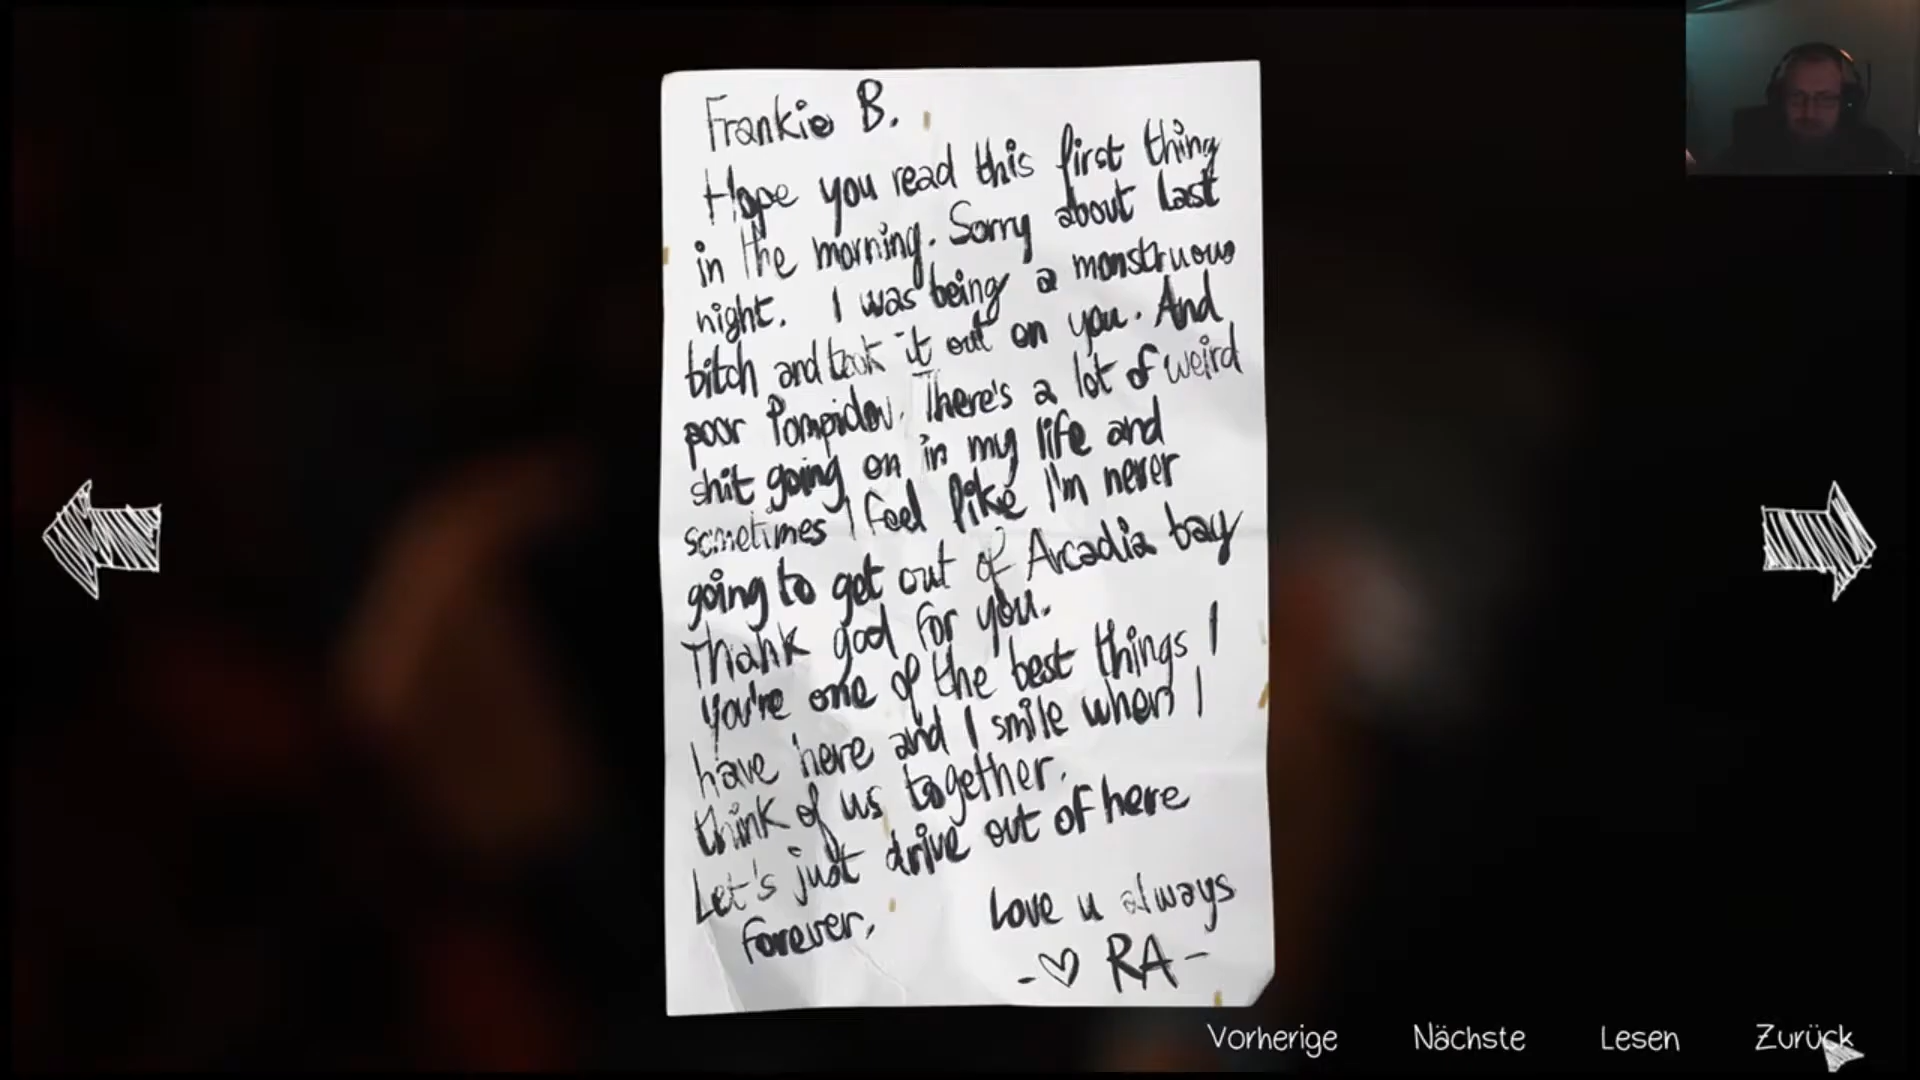 Frankie B.
Hope you read this first thing
in the morning. Sorry about last
night. I was being a monstruous
bitch and took it out on you. And
poor Pompidou. There's a lot of weird
shit going on in my life and
sometimes I feel like I'm never
going to get out of Arcadia bay
Thank god for you.
You're one of the best things I
have here and I smile when I
think of us together.
Let's just drive out of here
forever.
Love u always
-♡ RA-
Vorherige Nächste Lesen Zurück